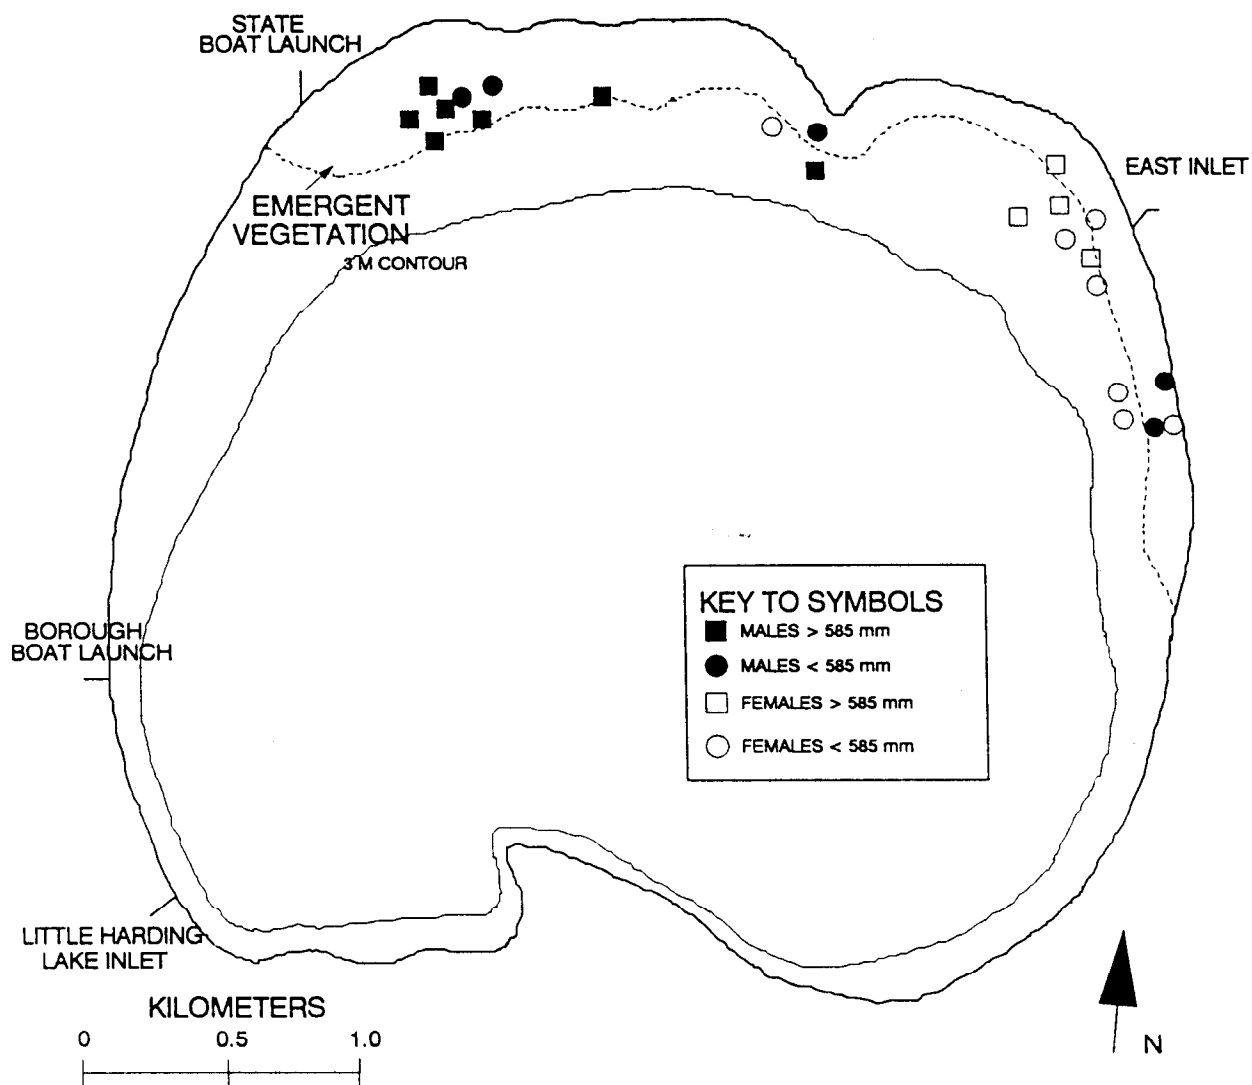 STATE
BOAT LAUNCH
EAST INLET
EMERGENT
VEGETATION
3 M CONTOUR
KEY TO SYMBOLS
MALES > 585 mm
MALES < 585 mm
FEMALES > 585 mm
FEMALES < 585 mm
BOROUGH
BOAT LAUNCH
LITTLE HARDING
LAKE INLET
KILOMETERS
0 0.5 1.0
N